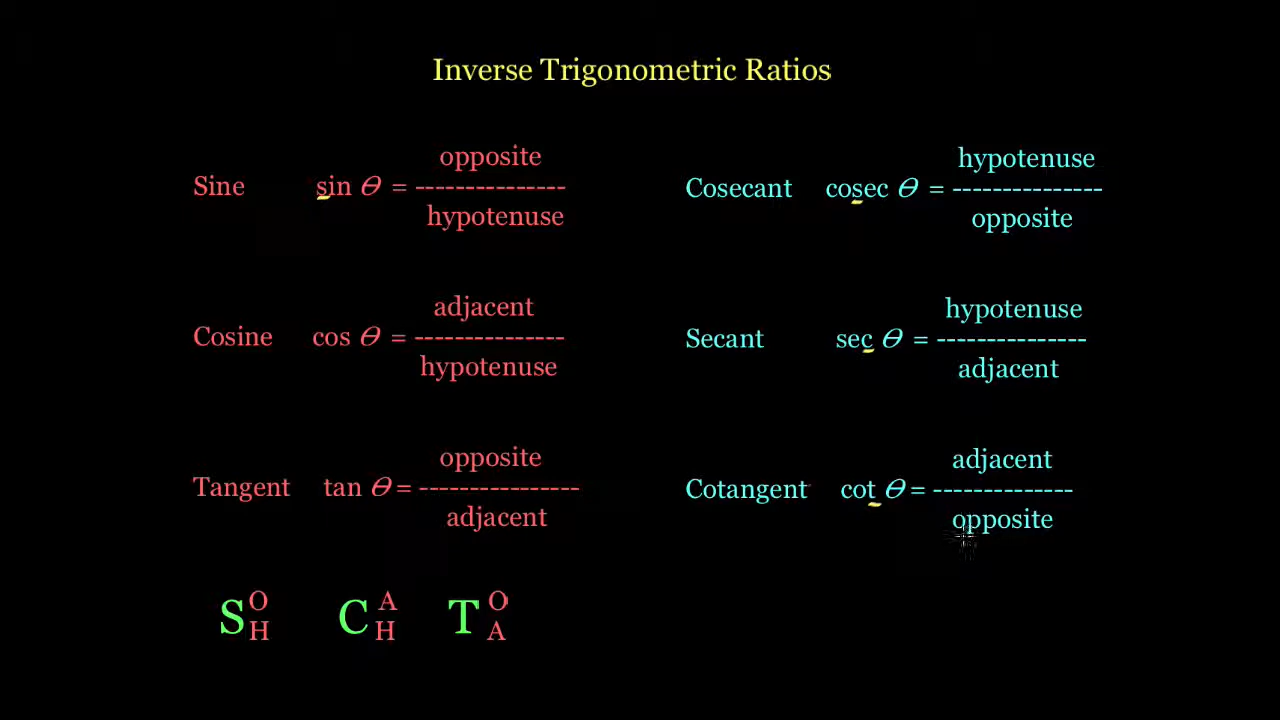 Inverse Trigonometric Ratios
opposite
Sine sin θ = ---------------
hypotenuse
hypotenuse
Cosecant cosec θ = ---------------
opposite
adjacent
Cosine cos θ = ---------------
hypotenuse
hypotenuse
Secant sec θ = ---------------
adjacent
opposite
Tangent tan θ = ----------------
adjacent
adjacent
Cotangent cot θ = --------------
opposite
S O H
C A H
T O A